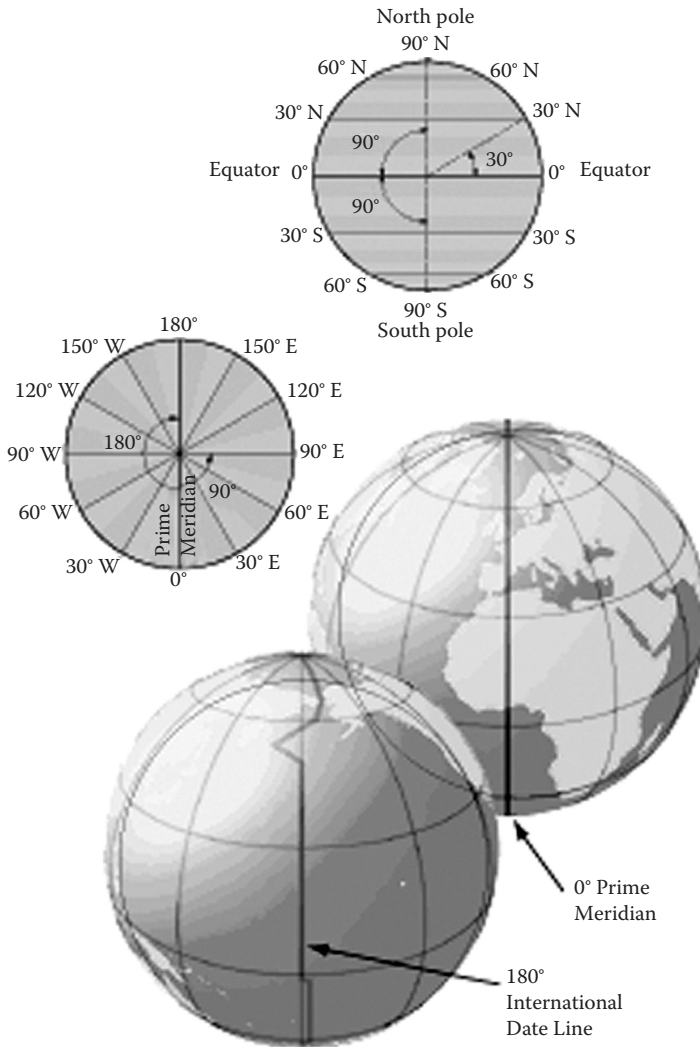 North pole
90° N
60° N
60° N
30° N
30° N
90°
30°
Equator 0°
0° Equator
90°
30° S
30° S
60° S
60° S
90° S
South pole
180°
150° W
150° E
120° W
120° E
180°
90° W
90° E
90°
60° W
60° E
Prime
Meridian
30° W
30° E
0°
0° Prime
Meridian
180°
International
Date Line